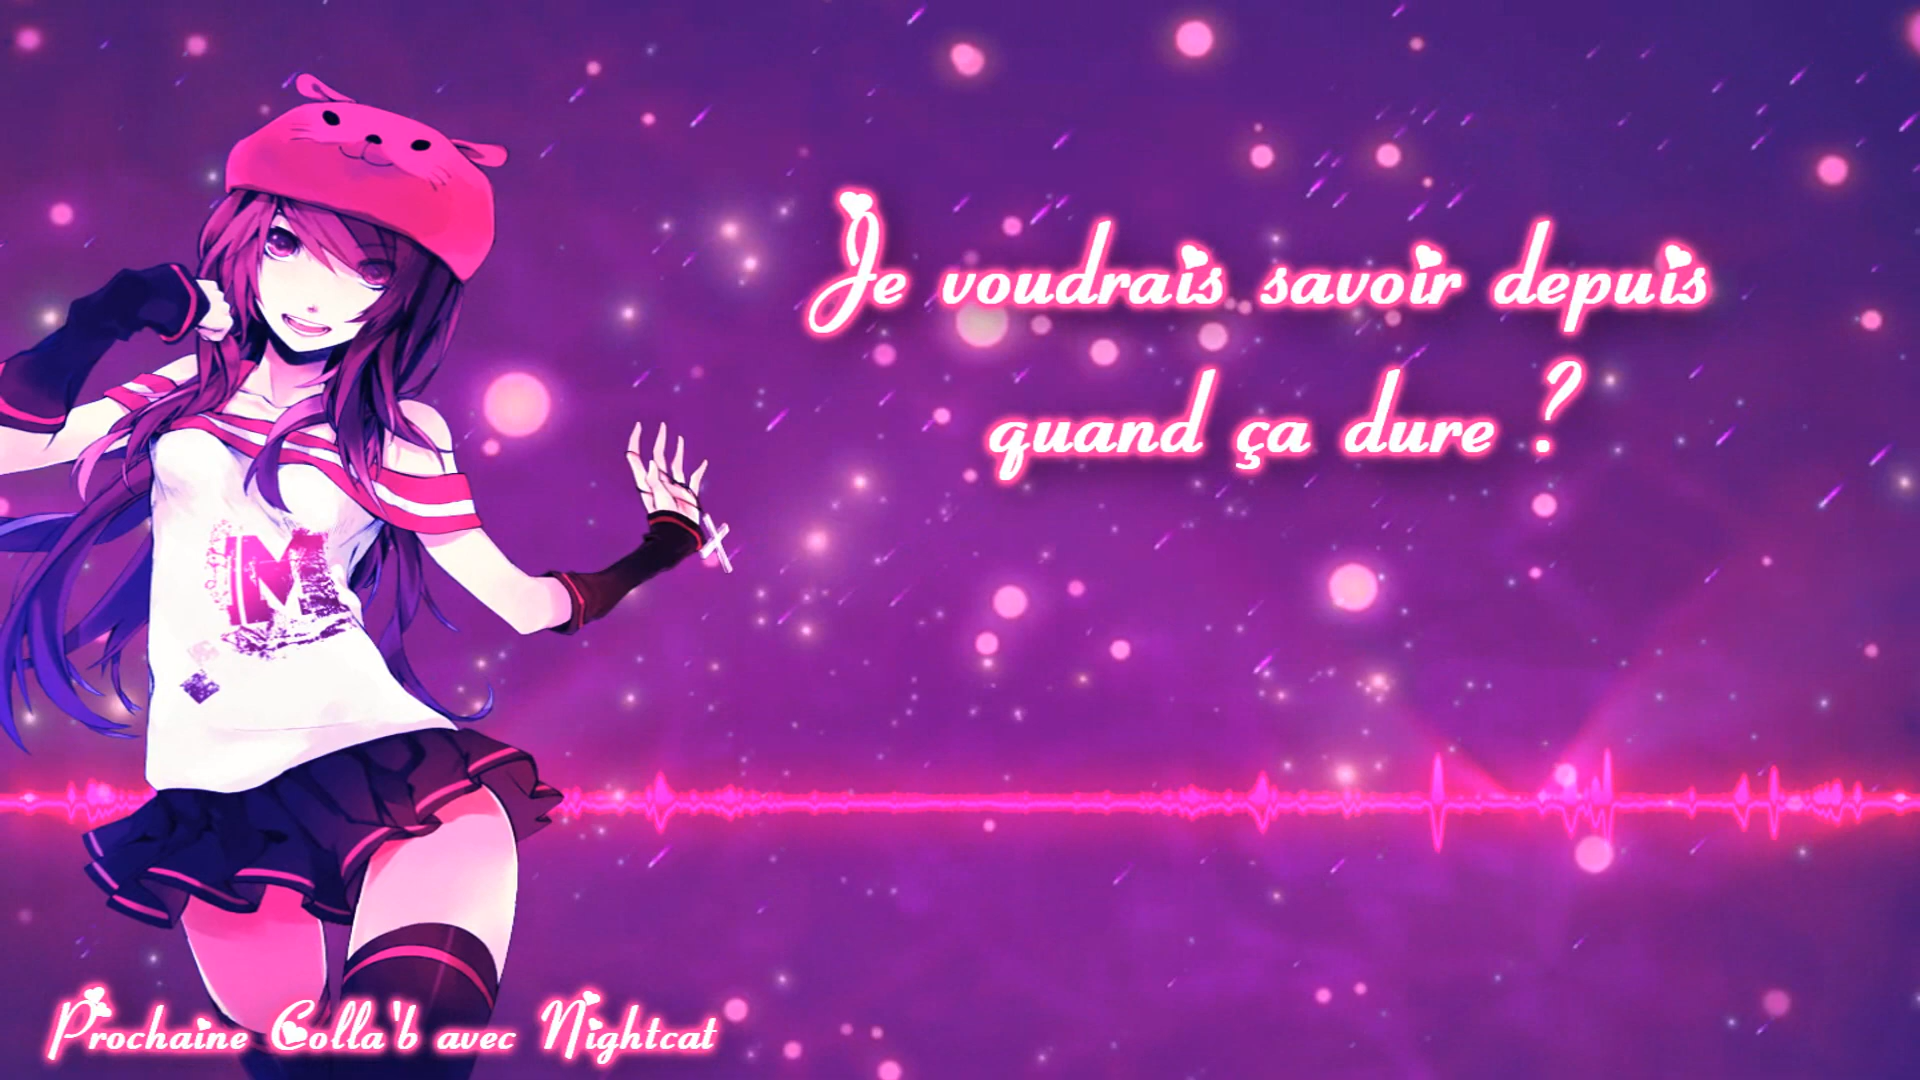 Je voudrais savoir depuis
quand ça dure ?
M
Prochaine Colla'b avec Nightcat